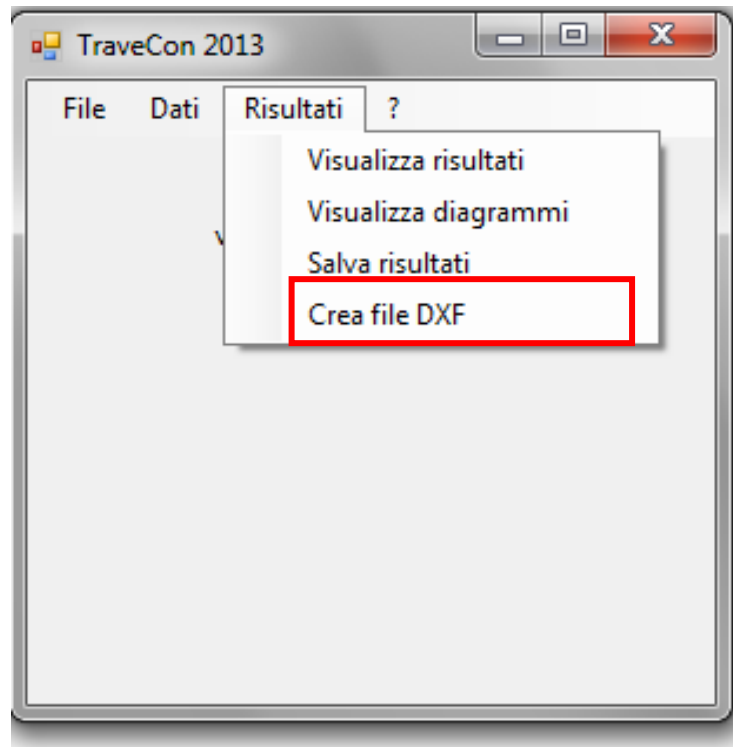 TraveCon 2013
File Dati Risultati ?
Visualizza risultati
Visualizza diagrammi
Salva risultati
Crea file DXF